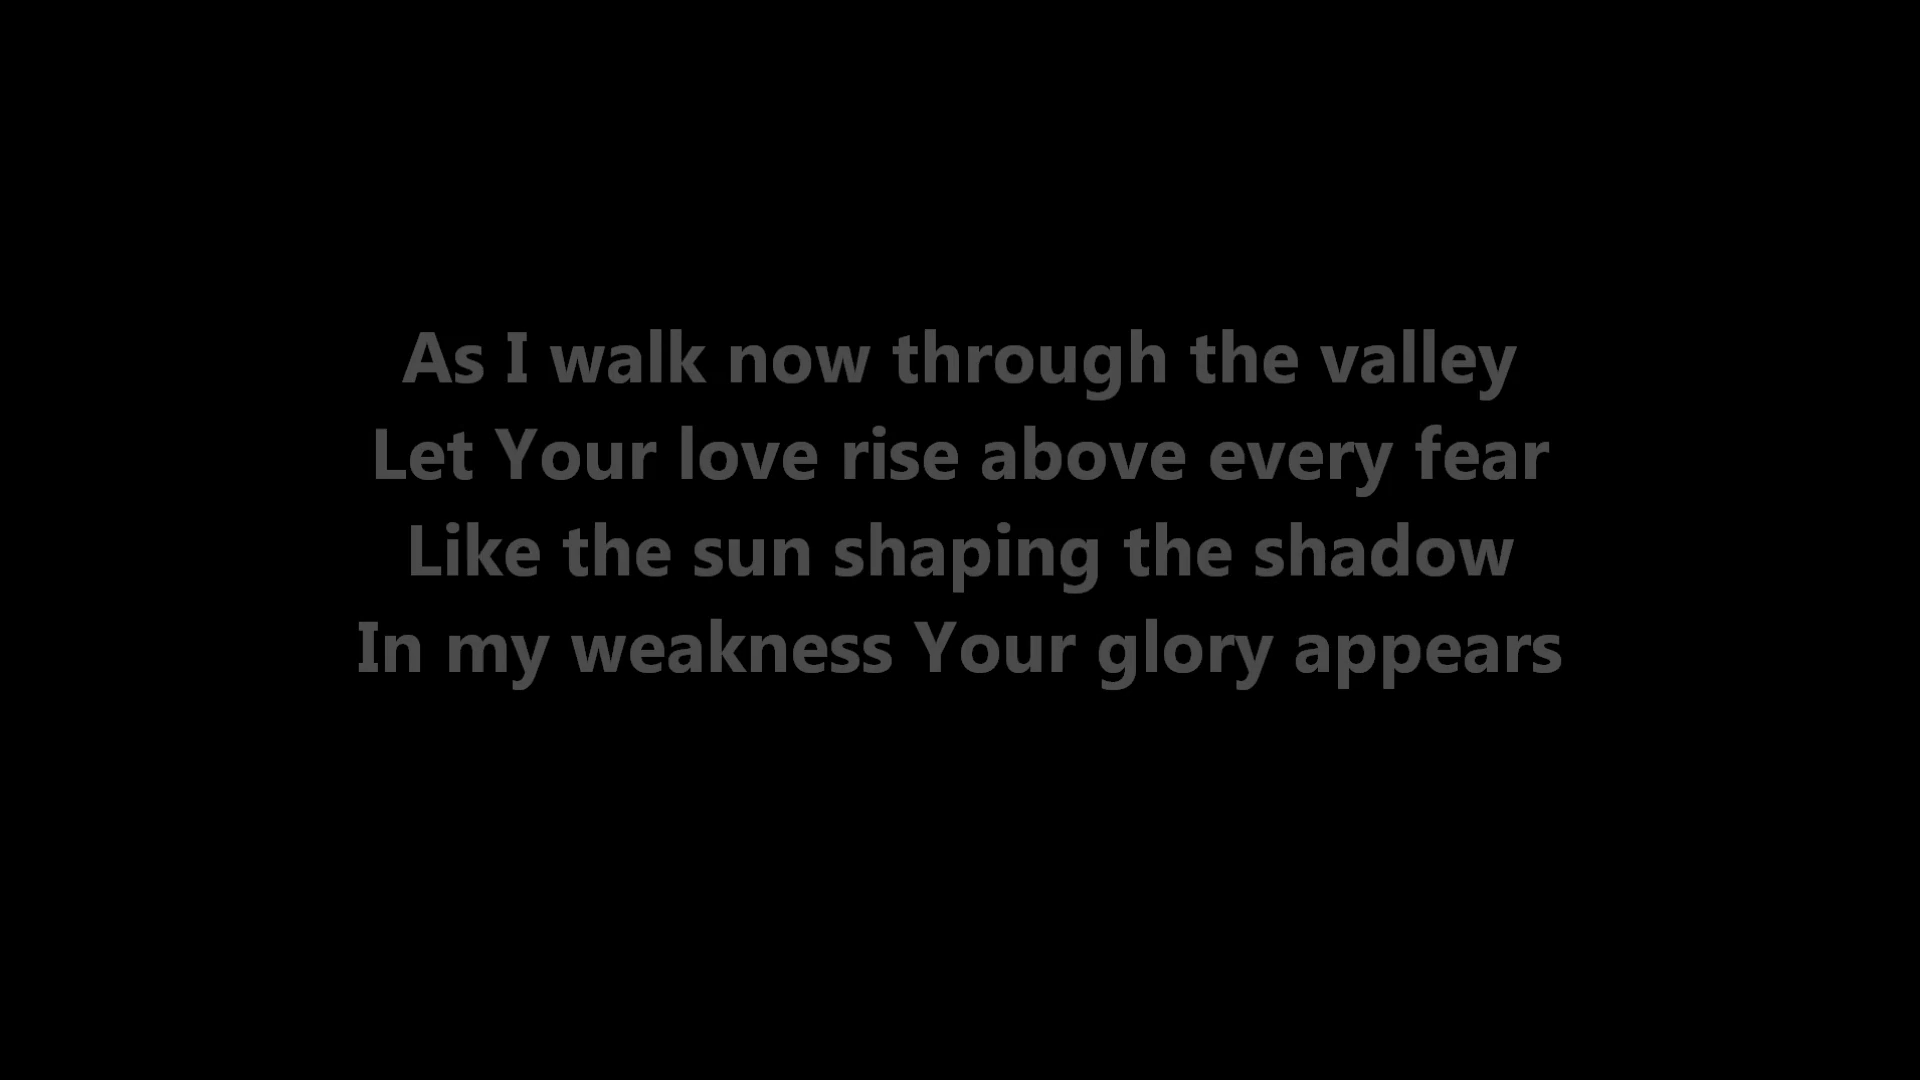 As I walk now through the valley
Let Your love rise above every fear
Like the sun shaping the shadow
In my weakness Your glory appears